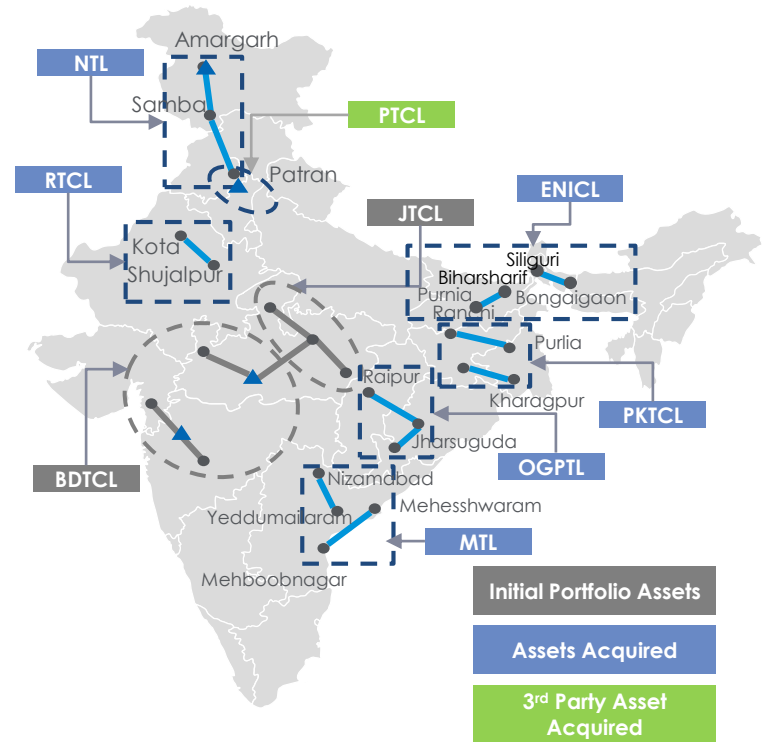 Amargarh
NTL
Samba
PTCL
Patran
RTCL
ENICL
JTCL
Kota
Shujalpur
Siliguri
Biharsharif
Purnia
Bongaigaon
Ranchi
Purlia
Raipur
Kharagpur
PKTCL
Jharsuguda
OGPTL
BDTCL
Nizamabad
Mehesshwaram
Yeddumailaram
MTL
Mehboobnagar
Initial Portfolio Assets
Assets Acquired
3rd Party Asset
Acquired